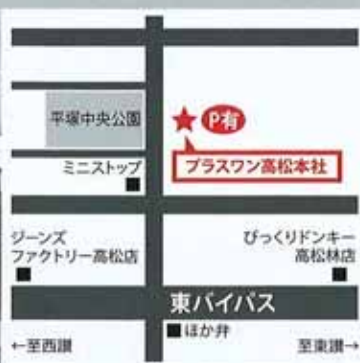 平塚中央公園
P有
プラスワン高松本社
ミニストップ
ジーンズ
ファクトリー高松店
びっくりドンキー
高松林店
東バイパス
ほか弁
←至西讃
至東讃→